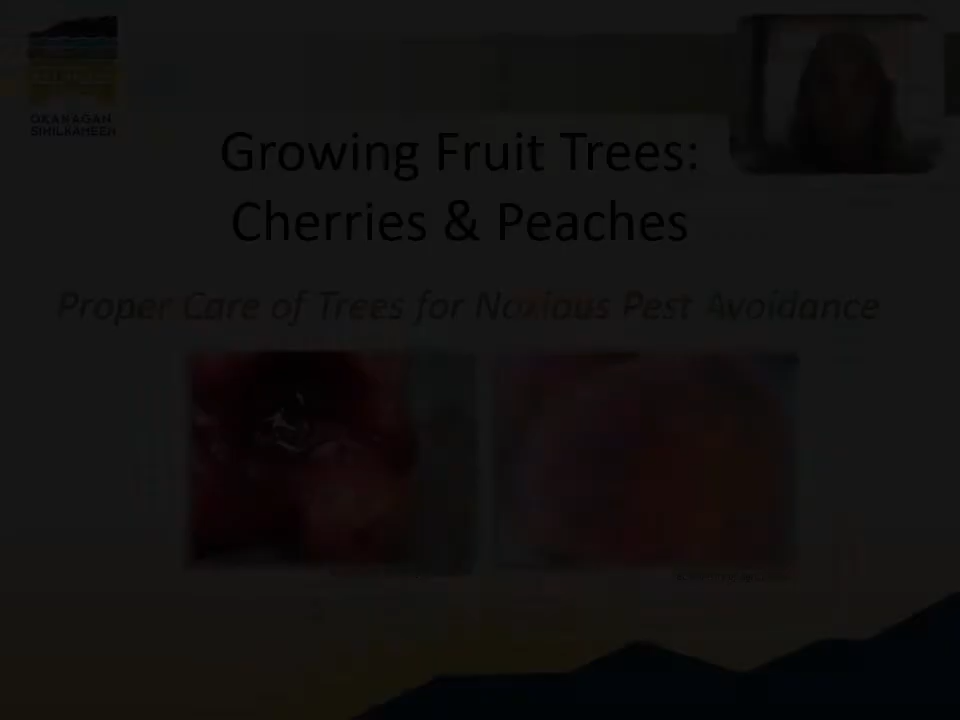 OKANAGAN
SIMILKAMEEN
Growing Fruit Trees:
Cherries & Peaches
Proper Care of Trees for Noxious Pest Avoidance